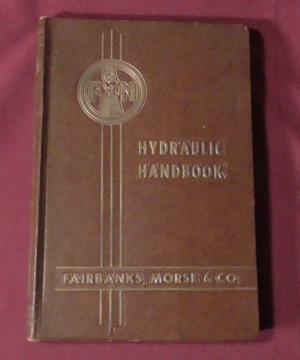 F M
HYDRAULIC
HANDBOOK
FAIRBANKS, MORSE & CO.